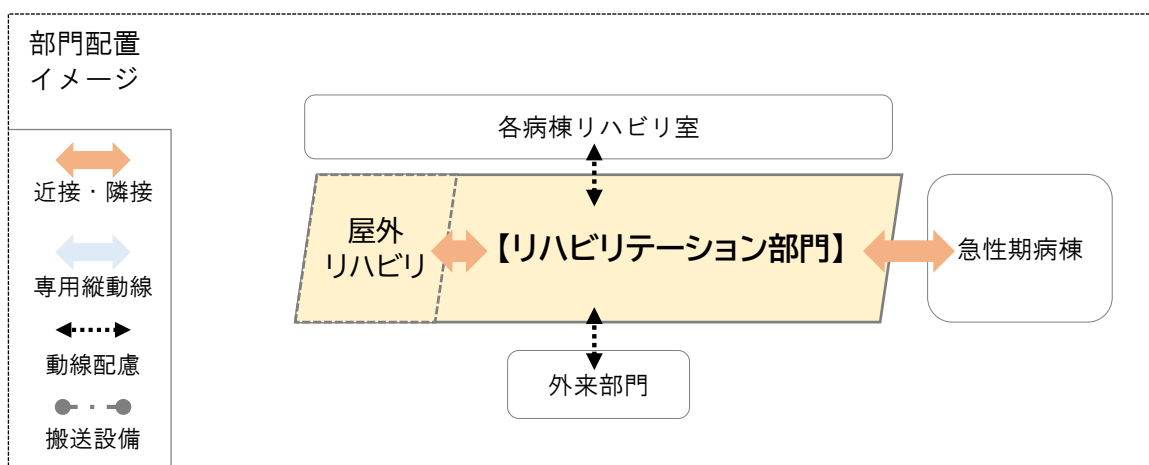 部門配置
イメージ
近接・隣接
専用縦動線
動線配慮
搬送設備
各病棟リハビリ室
屋外
リハビリ
【リハビリテーション部門】
急性期病棟
外来部門